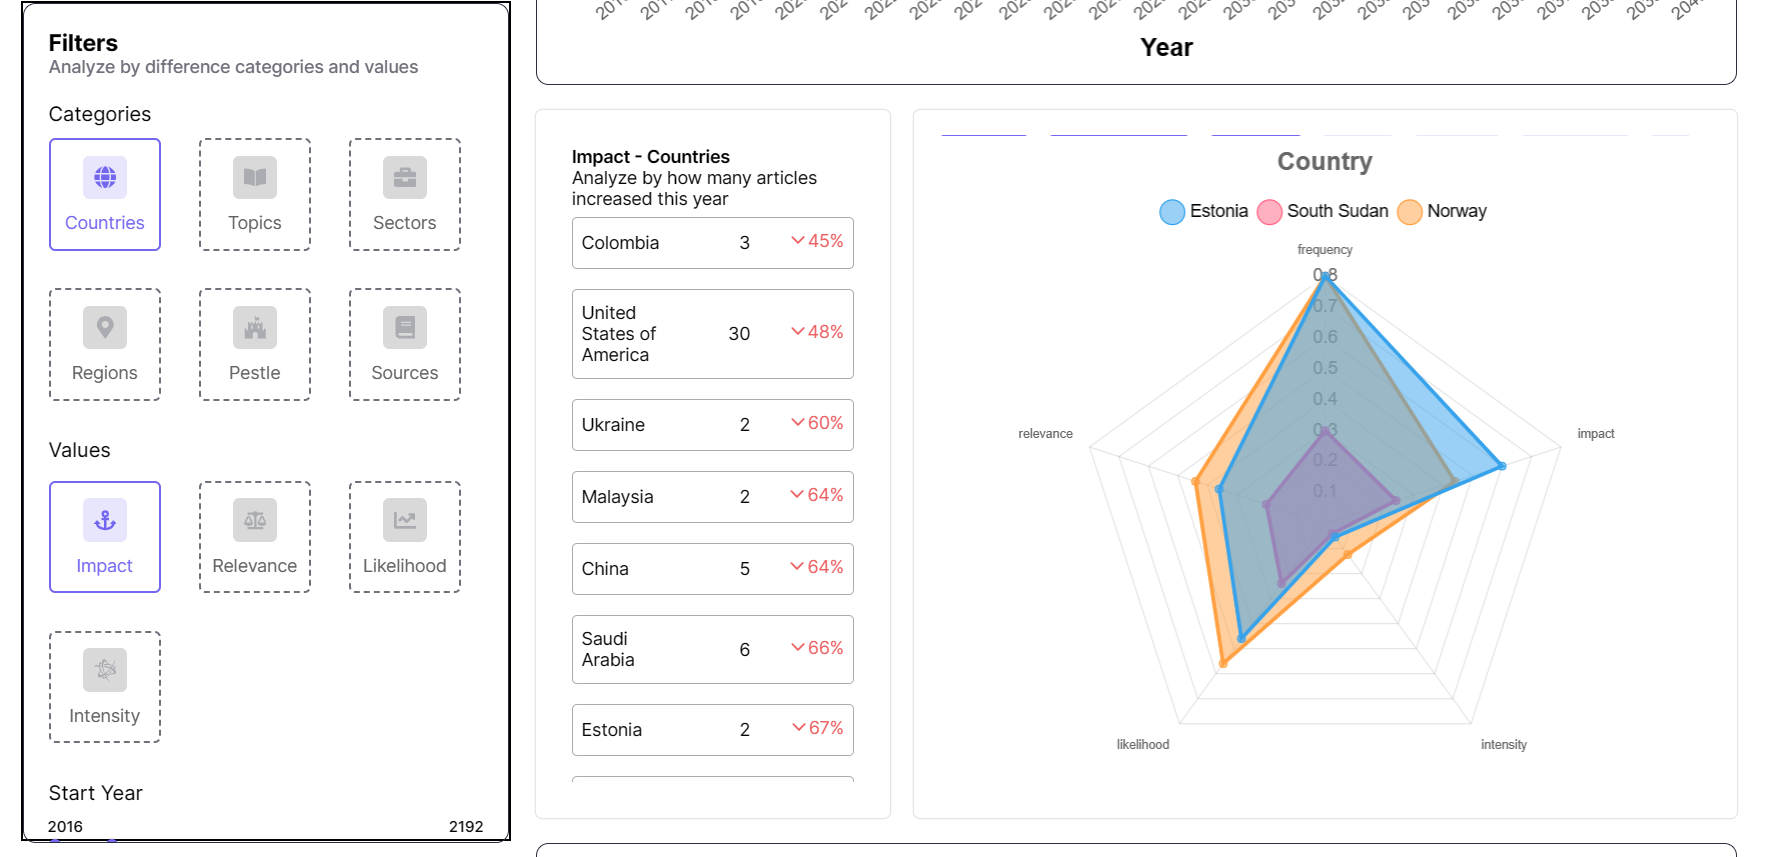 Filters
Analyze by difference categories and values
Categories
Countries
Topics
Sectors
Regions
Pestle
Sources
Values
Impact
Relevance
Likelihood
Intensity
Start Year
2016
2192
Year
Impact - Countries
Analyze by how many articles
increased this year
Colombia 3 45%
United
States of
America
30 48%
Ukraine 2 60%
Malaysia 2 64%
China 5 64%
Saudi
Arabia
6 66%
Estonia 2 67%
Country
Estonia South Sudan Norway
frequency
0.8
0.7
0.6
0.5
0.4
0.3
0.2
0.1
relevance
impact
likelihood
intensity